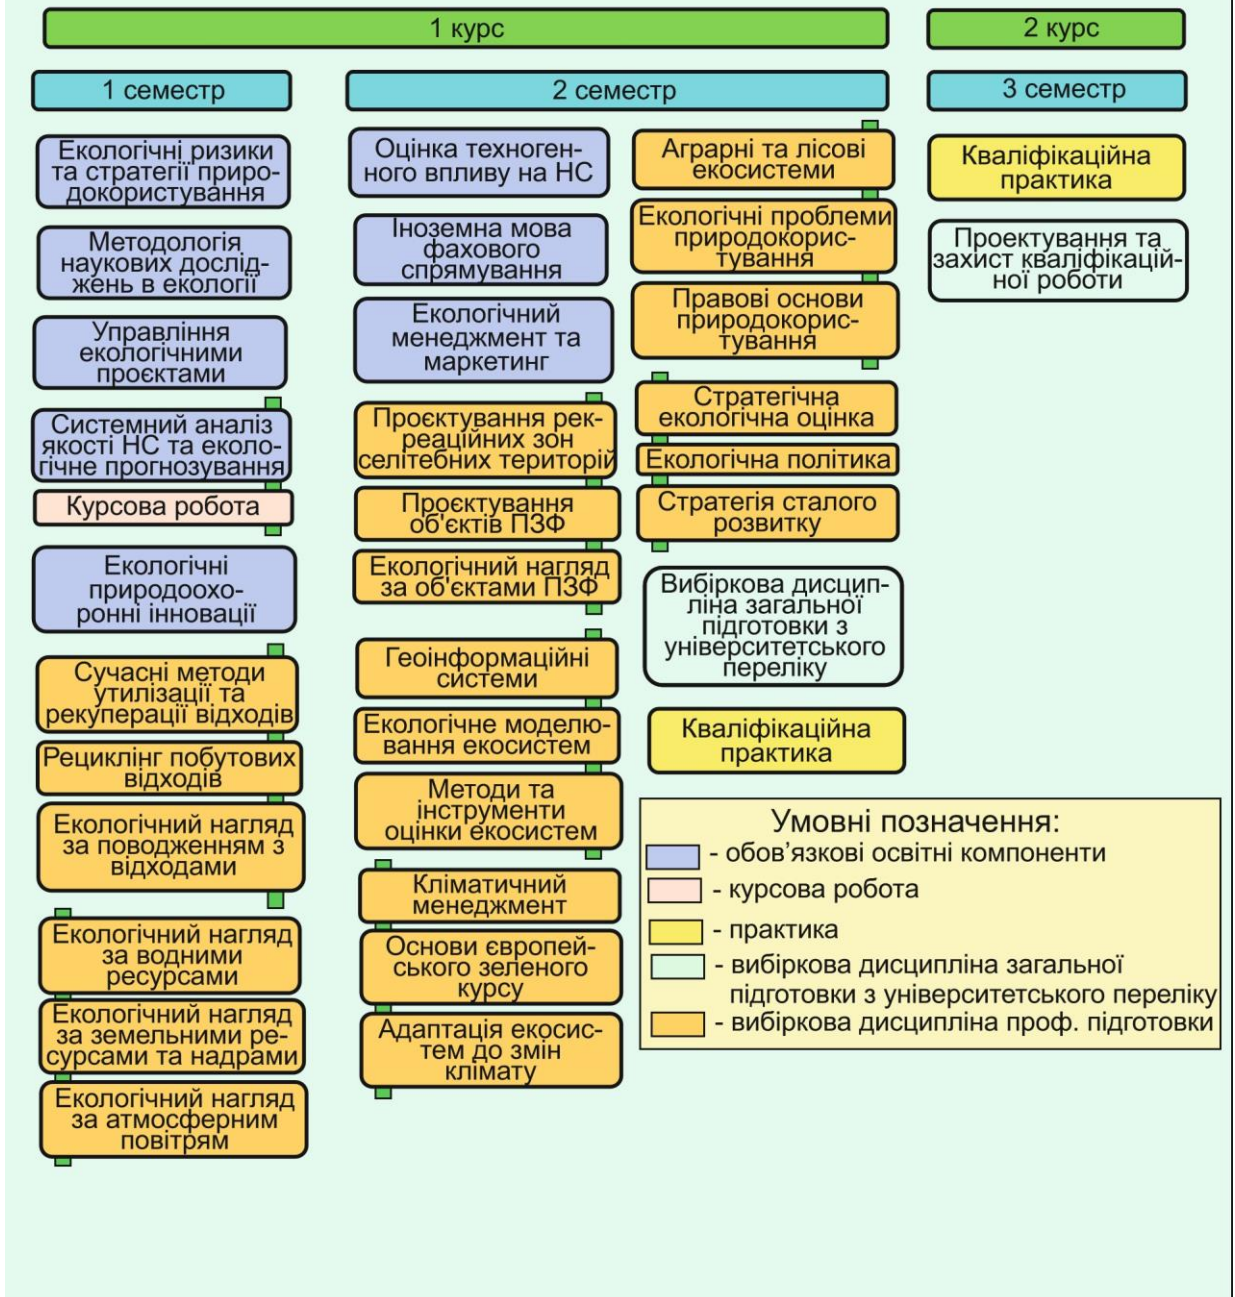 1 курс
2 курс
1 семестр
2 семестр
3 семестр
Екологічні ризики
та стратегії приро-
докористування
Методологія
наукових дослід-
жень в екології
Управління
екологічними
проєктами
Системний аналіз
якості НС та еколо-
гічне прогнозування
Курсова робота
Екологічні
природоохо-
ронні інновації
Сучасні методи
утилізації та
рекуперації відходів
Рециклінг побутових
відходів
Екологічний нагляд
за поводженням з
відходами
Екологічний нагляд
за водними
ресурсами
Екологічний нагляд
за земельними ре-
сурсами та надрами
Екологічний нагляд
за атмосферним
повітрям
Оцінка техноген-
ного впливу на НС
Іноземна мова
фахового
спрямування
Екологічний
менеджмент та
маркетинг
Проєктування рек-
реаційних зон
селітебних територій
Проєктування
об'єктів ПЗФ
Екологічний нагляд
за об'єктами ПЗФ
Геоінформаційні
системи
Екологічне моделю-
вання екосистем
Методи та
інструменти
оцінки екосистем
Кліматичний
менеджмент
Основи європей-
ського зеленого
курсу
Адаптація екосис-
тем до змін
клімату
Аграрні та лісові
екосистеми
Екологічні проблеми
природокорис-
тування
Правові основи
природокорис-
тування
Стратегічна
екологічна оцінка
Екологічна політика
Стратегія сталого
розвитку
Вибіркова дисцип-
ліна загальної
підготовки з
університетського
переліку
Кваліфікаційна
практика
Кваліфікаційна
практика
Проектування та
захист кваліфікацій-
ної роботи
Умовні позначення:
- обов’язкові освітні компоненти
- курсова робота
- практика
- вибіркова дисципліна загальної
підготовки з університетського переліку
- вибіркова дисципліна проф. підготовки